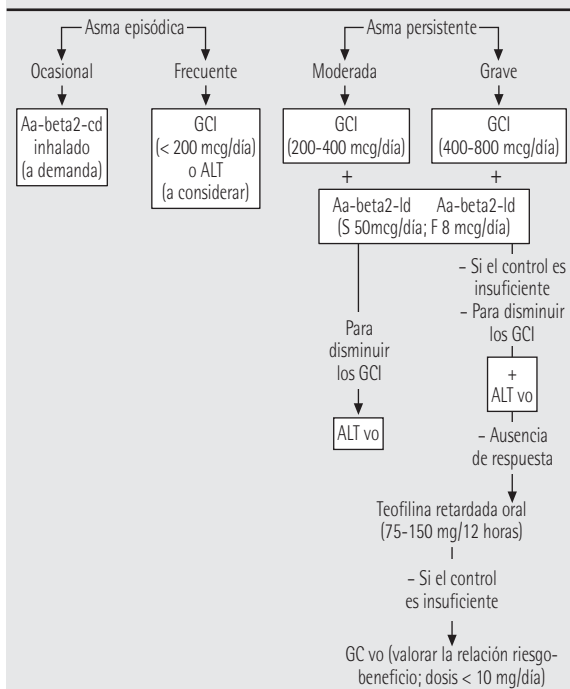 Asma episódica
Asma persistente
Ocasional
Frecuente
Moderada
Grave
Aa-beta2-cd
inhalado
(a demanda)
GCI
(< 200 mcg/día)
o ALT
(a considerar)
GCI
(200-400 mcg/día)
GCI
(400-800 mcg/día)
+
+
Aa-beta2-ld
Aa-beta2-ld
(S 50mcg/día; F 8 mcg/día)
Para
disminuir
los GCI
ALT vo
– Si el control es
insuficiente
– Para disminuir
los GCI
+
ALT vo
– Ausencia
de respuesta
Teofilina retardada oral
(75-150 mg/12 horas)
– Si el control
es insuficiente
GC vo (valorar la relación riesgo-
beneficio; dosis < 10 mg/día)